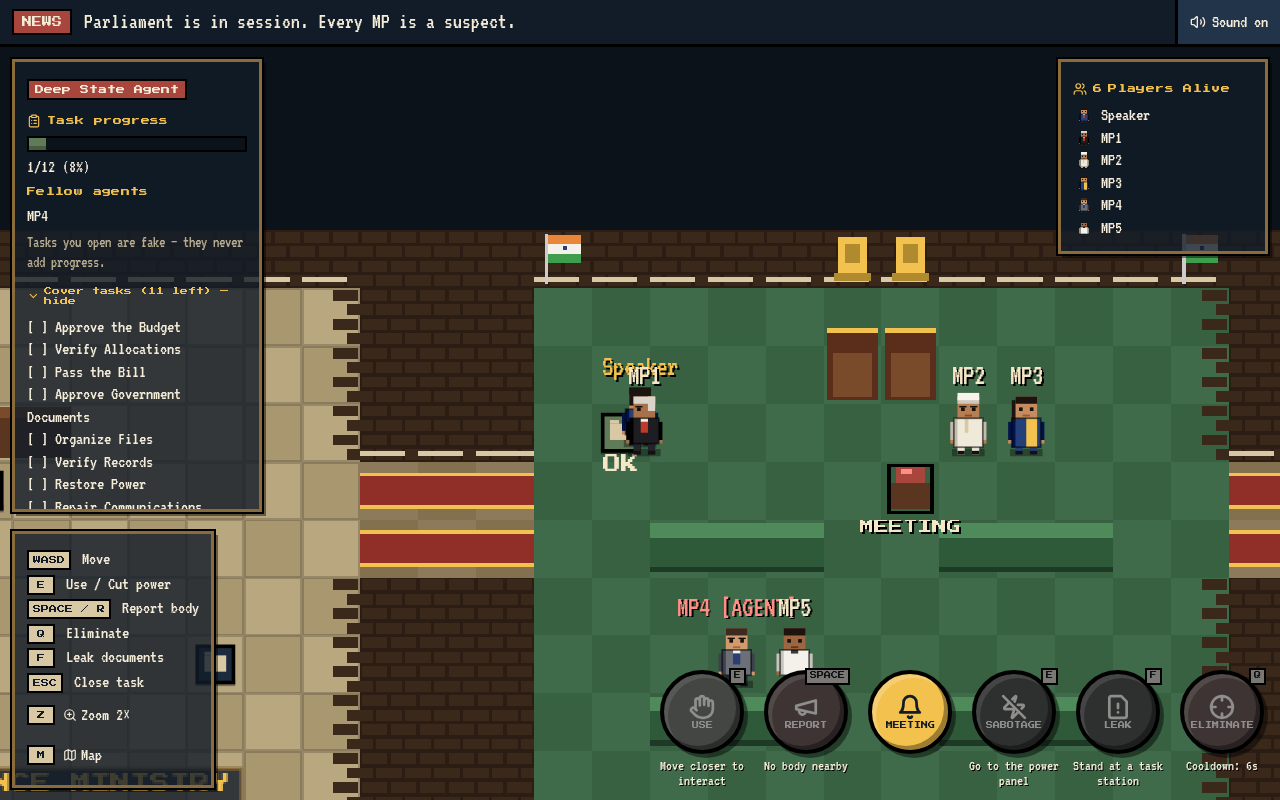 NEWS Parliament is in session. Every MP is a suspect.
Sound on
Deep State Agent
Task progress
1/12 (8%)
Fellow agents
MP4
Tasks you open are fake – they never
add progress.
Cover tasks (11 left) –
hide
[ ] Approve the Budget
[ ] Verify Allocations
[ ] Pass the Bill
[ ] Approve Government
Documents
[ ] Organize Files
[ ] Verify Records
[ ] Restore Power
[ ] Repair Communications
WASD Move
E Use / Cut power
SPACE / R Report body
Q Eliminate
F Leak documents
ESC Close task
Z Zoom 2X
M Map
CE MINISTRY
6 Players Alive
Speaker
MP1
MP2
MP3
MP4
MP5
Speaker
MP1
OK
MP2
MP3
MEETING
MP4 [AGENT]
MP5
E
USE
Move closer to
interact
SPACE
REPORT
No body nearby
MEETING
E
SABOTAGE
Go to the power
panel
F
LEAK
Stand at a task
station
Q
ELIMINATE
Cooldown: 6s